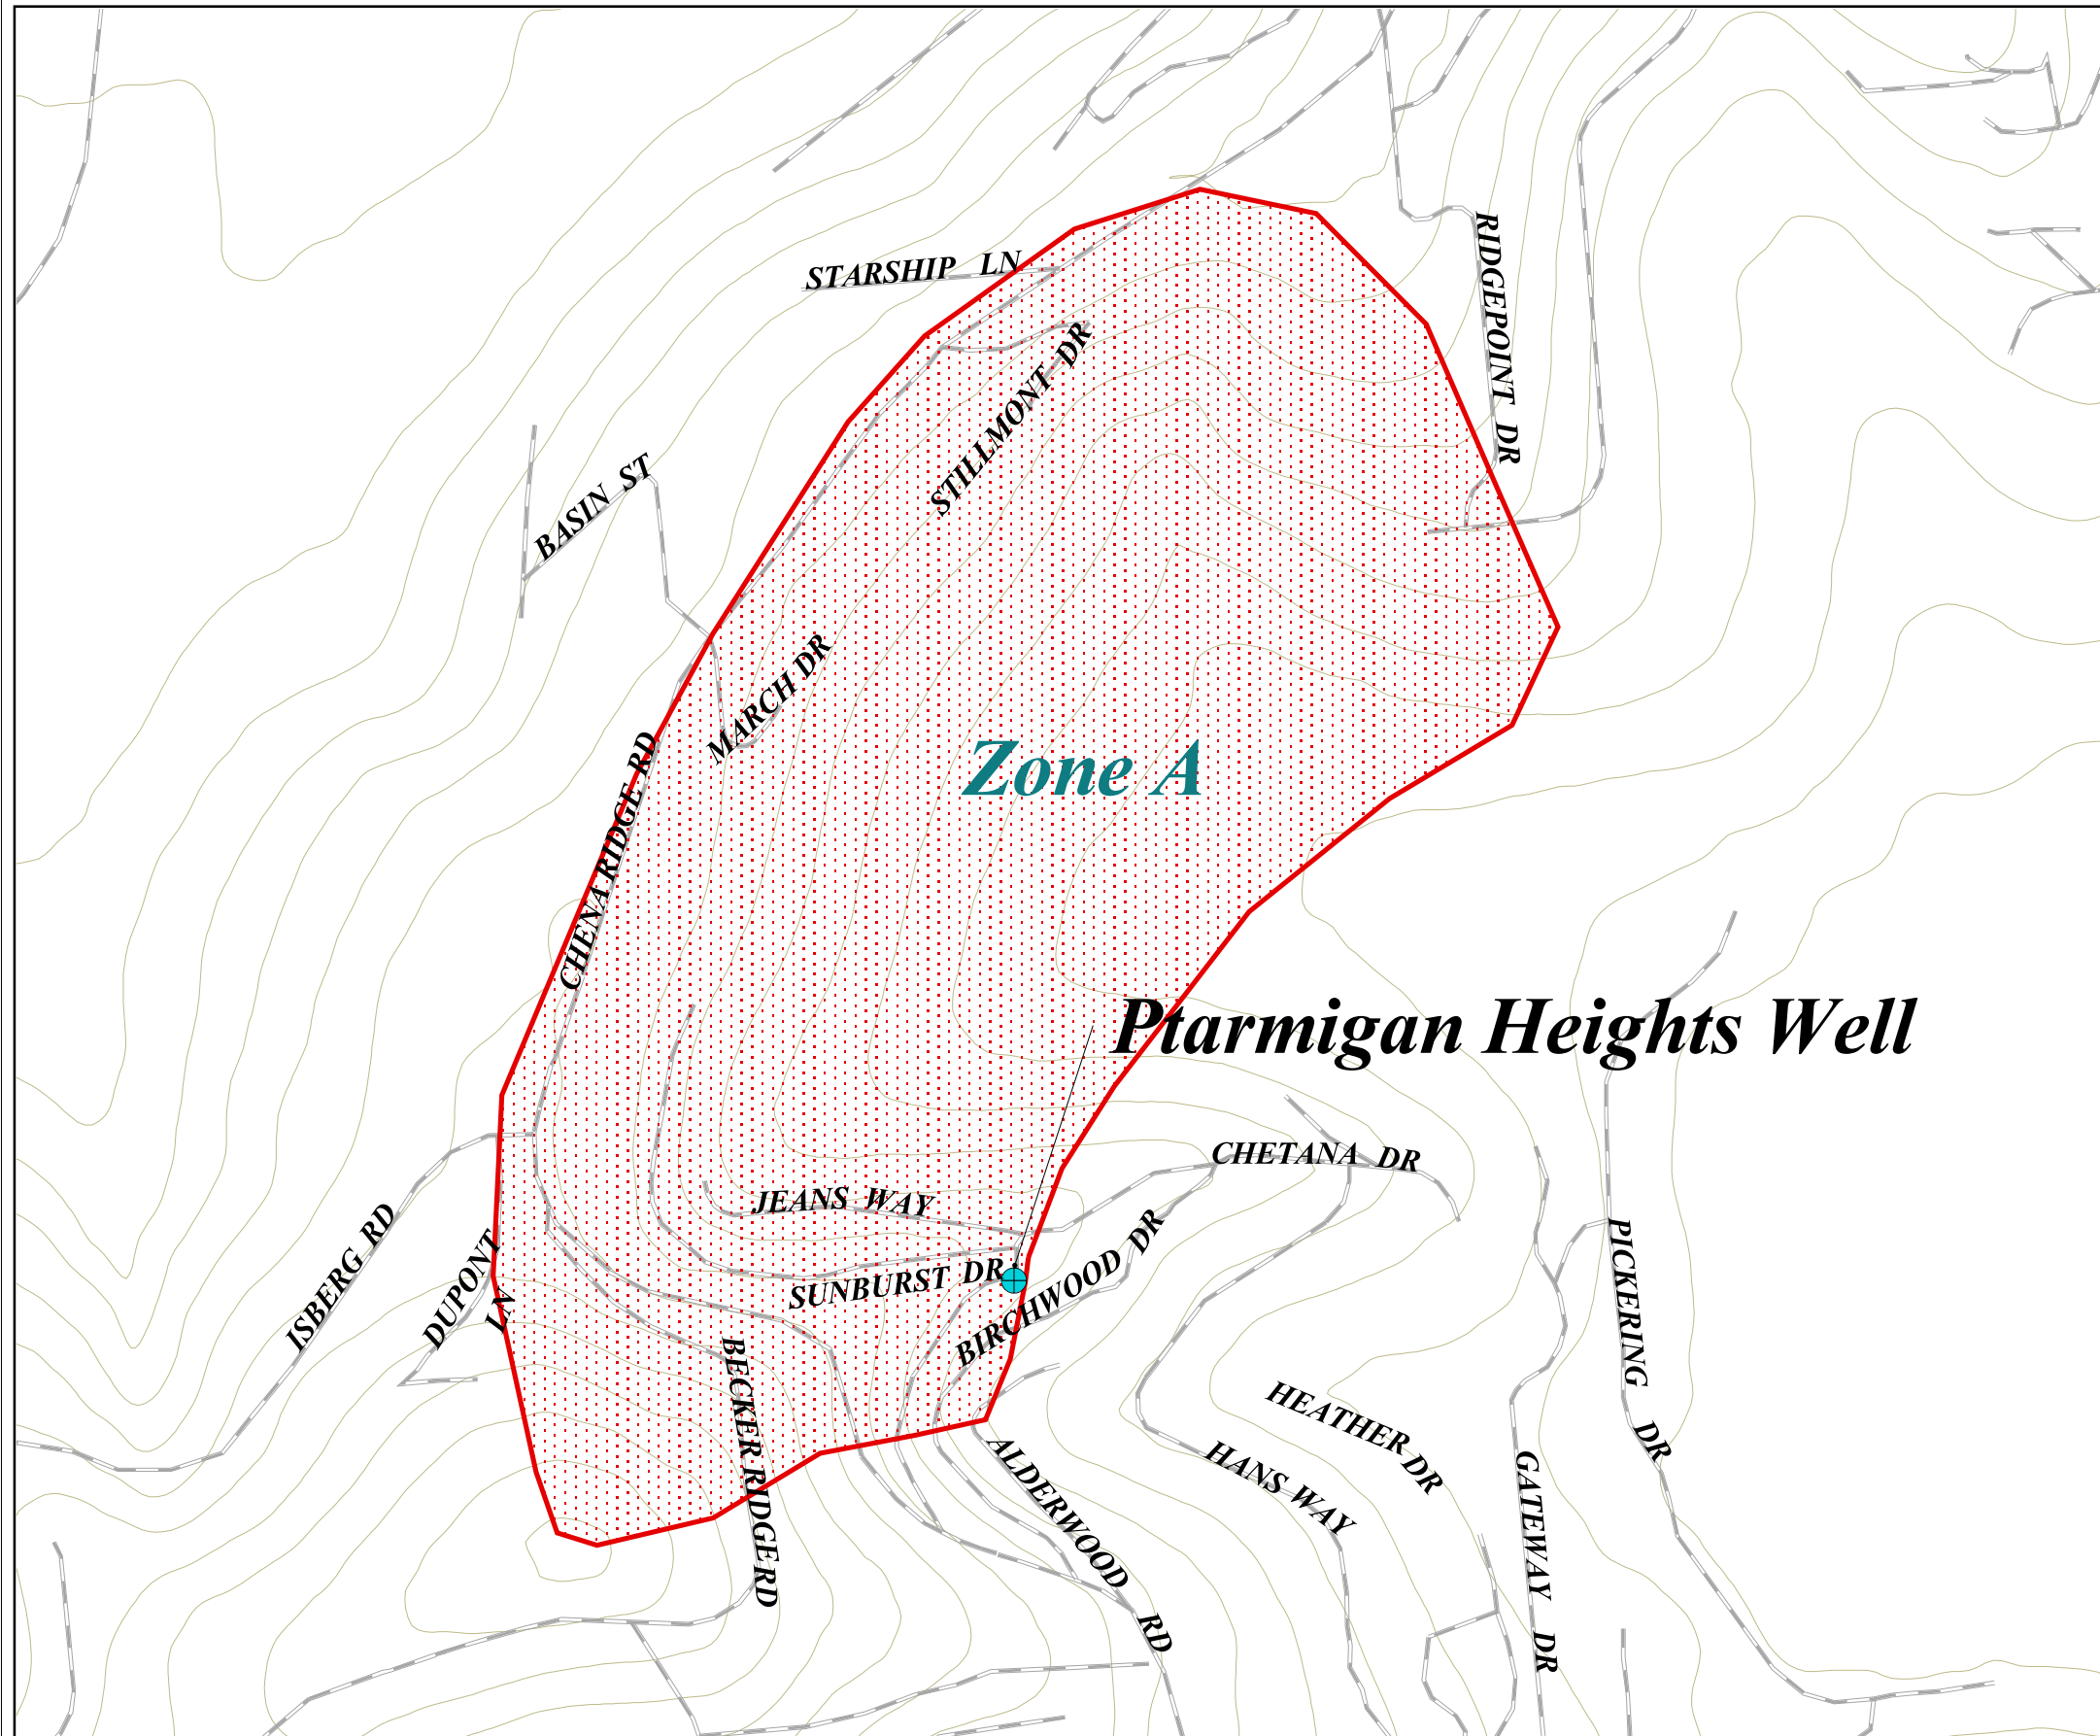 STARSHIP LN
RIDGEPOINT DR
STILLMONT DR
BASIN ST
MARCH DR
CHENA RIDGE RD
Zone A
Ptarmigan Heights Well
CHETANA DR
JEANS WAY
ISBERG RD
DUPONT
LN
SUNBURST DR
BIRCHWOOD DR
PICKERING DR
BECKER RIDGE RD
HEATHER DR
HANS WAY
ALDERWOOD RD
GATEWAY DR